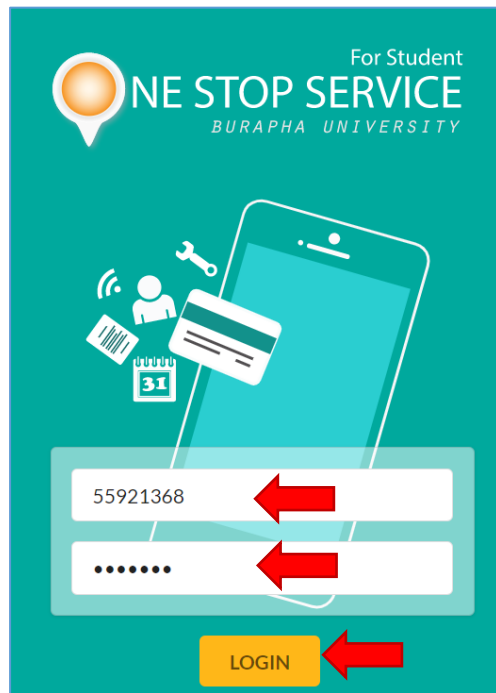 For Student
ONE STOP SERVICE
BURAPHA UNIVERSITY
31
55921368
•••••••
LOGIN